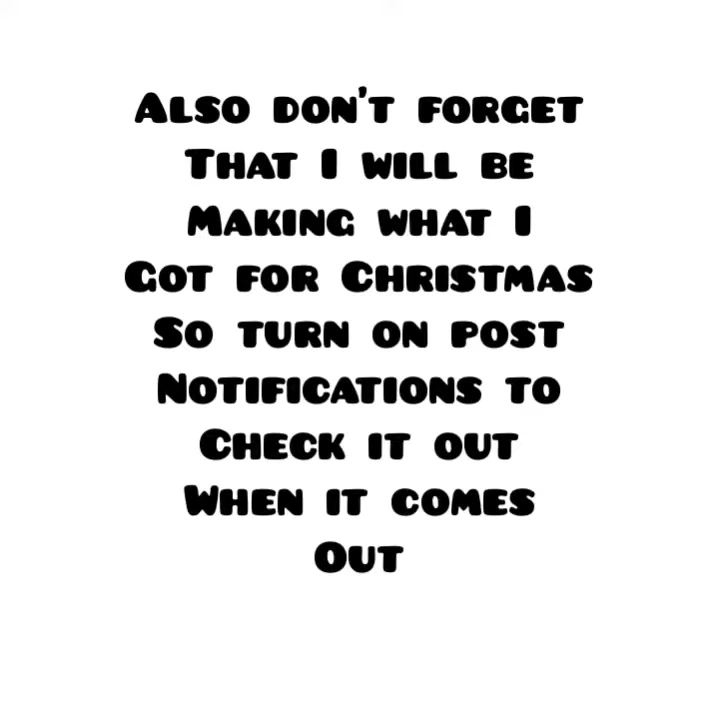 Also don't forget
That I will be
Making what I
Got for Christmas
So turn on post
Notifications to
Check it out
When it comes
Out